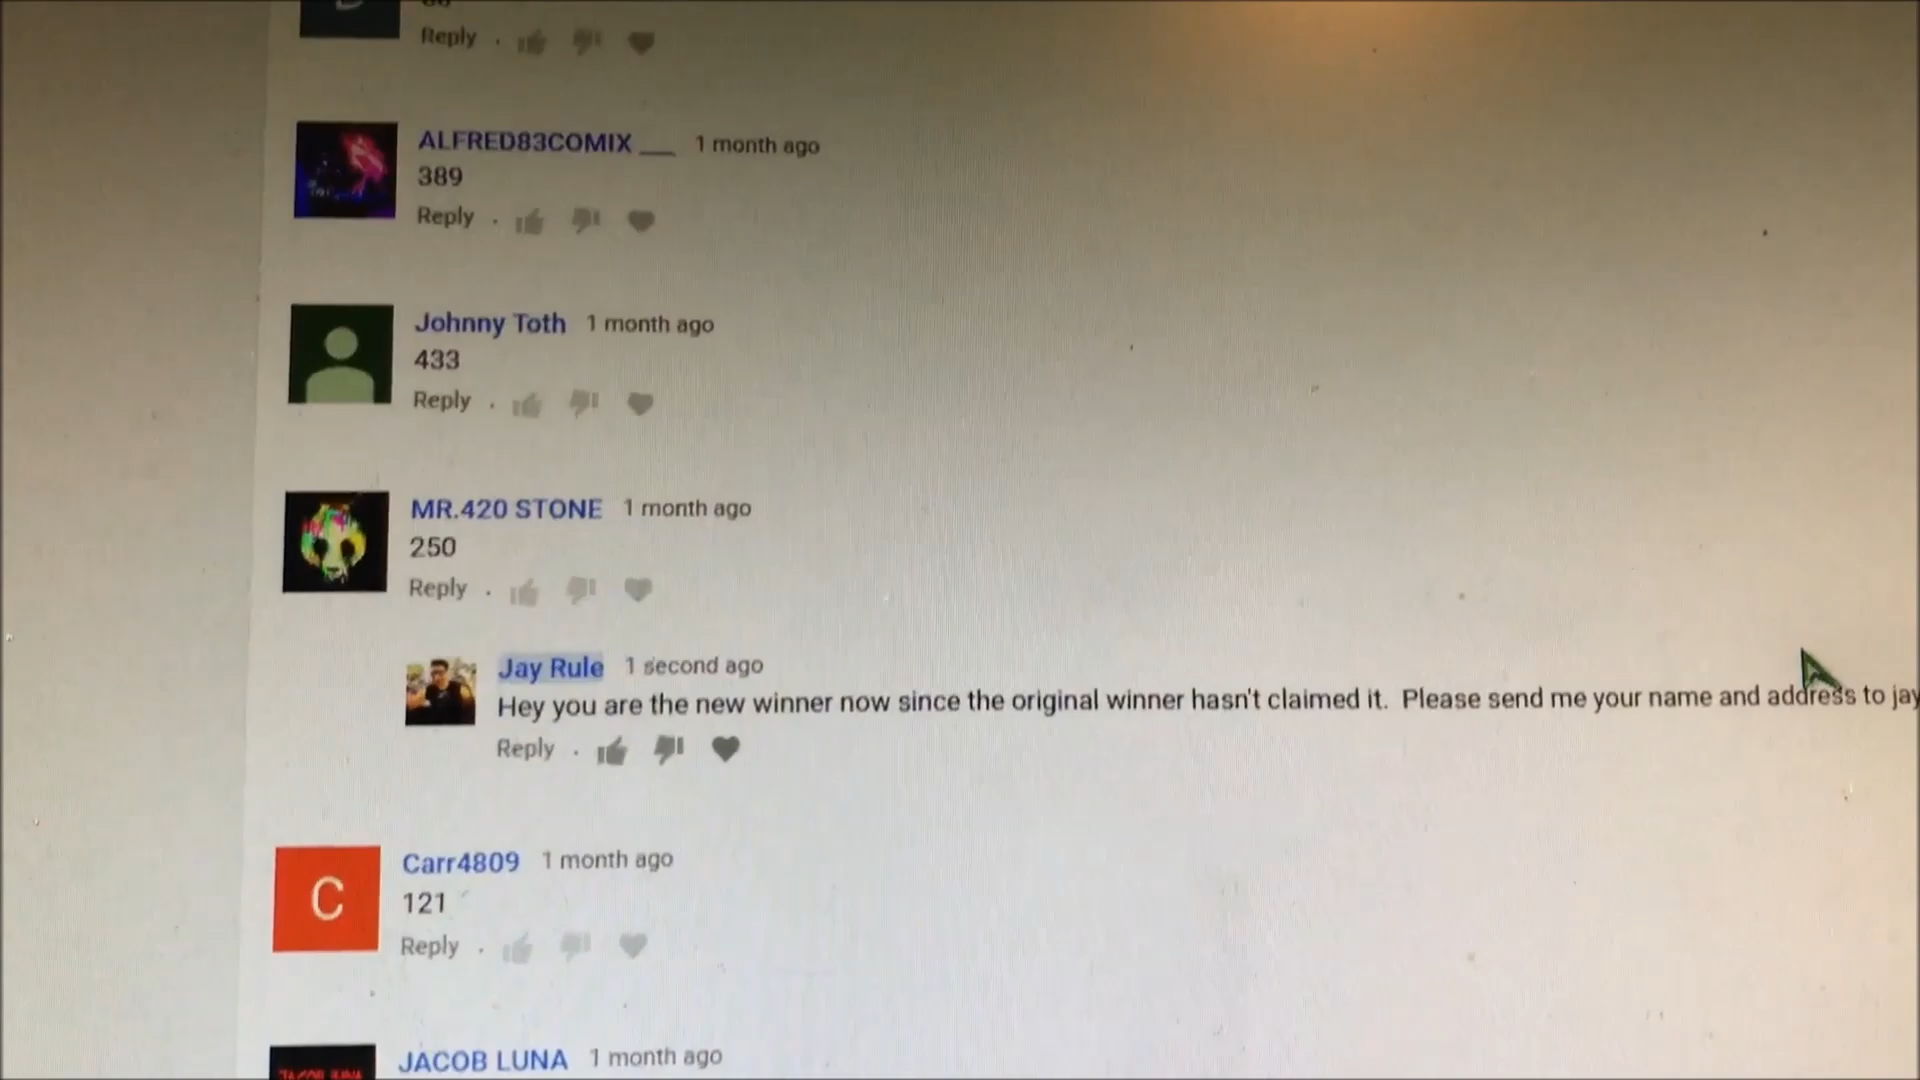 Reply .
ALFRED83COMIX __ 1 month ago
389
Reply .
Johnny Toth 1 month ago
433
Reply .
MR.420 STONE 1 month ago
250
Reply .
Jay Rule 1 second ago
Hey you are the new winner now since the original winner hasn't claimed it. Please send me your name and address to jay
Reply .
C
Carr4809 1 month ago
121
Reply .
JACOB LUNA 1 month ago